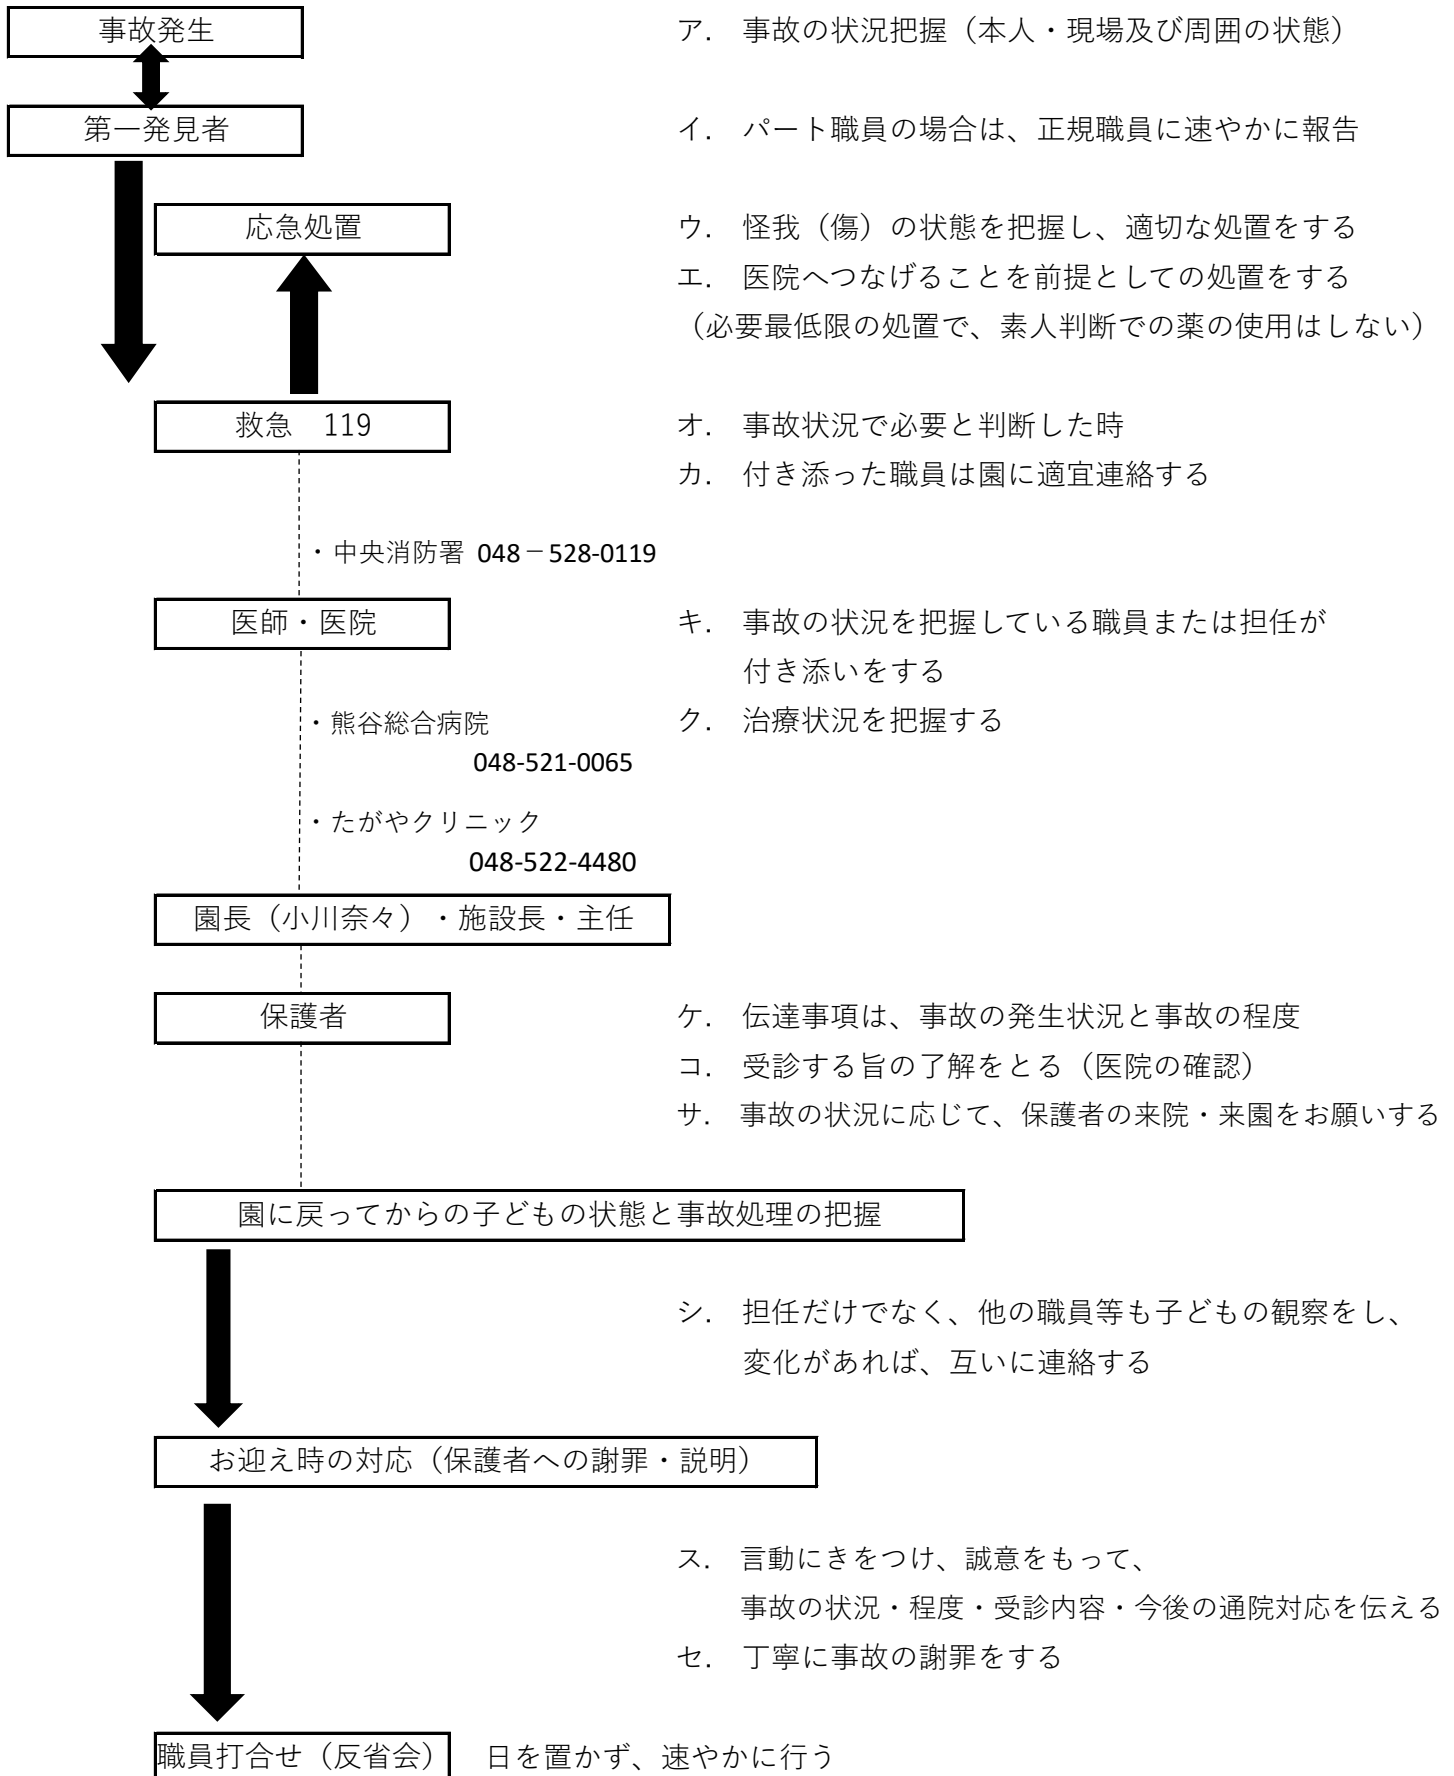 事故発生
ア． 事故の状況把握（本人・現場及び周囲の状態）
第一発見者
イ． パート職員の場合は、正規職員に速やかに報告
応急処置
ウ． 怪我（傷）の状態を把握し、適切な処置をする
エ． 医院へつなげることを前提としての処置をする
（必要最低限の処置で、素人判断での薬の使用はしない）
救急　119
オ． 事故状況で必要と判断した時
カ． 付き添った職員は園に適宜連絡する
・中央消防署 048－528-0119
医師・医院
キ． 事故の状況を把握している職員または担任が
付き添いをする
・熊谷総合病院
ク． 治療状況を把握する
048-521-0065
・たがやクリニック
048-522-4480
園長（小川奈々）・施設長・主任
保護者
ケ． 伝達事項は、事故の発生状況と事故の程度
コ． 受診する旨の了解をとる（医院の確認）
サ． 事故の状況に応じて、保護者の来院・来園をお願いする
園に戻ってからの子どもの状態と事故処理の把握
シ． 担任だけでなく、他の職員等も子どもの観察をし、
変化があれば、互いに連絡する
お迎え時の対応（保護者への謝罪・説明）
ス． 言動にきをつけ、誠意をもって、
事故の状況・程度・受診内容・今後の通院対応を伝える
セ． 丁寧に事故の謝罪をする
職員打合せ（反省会）
日を置かず、速やかに行う